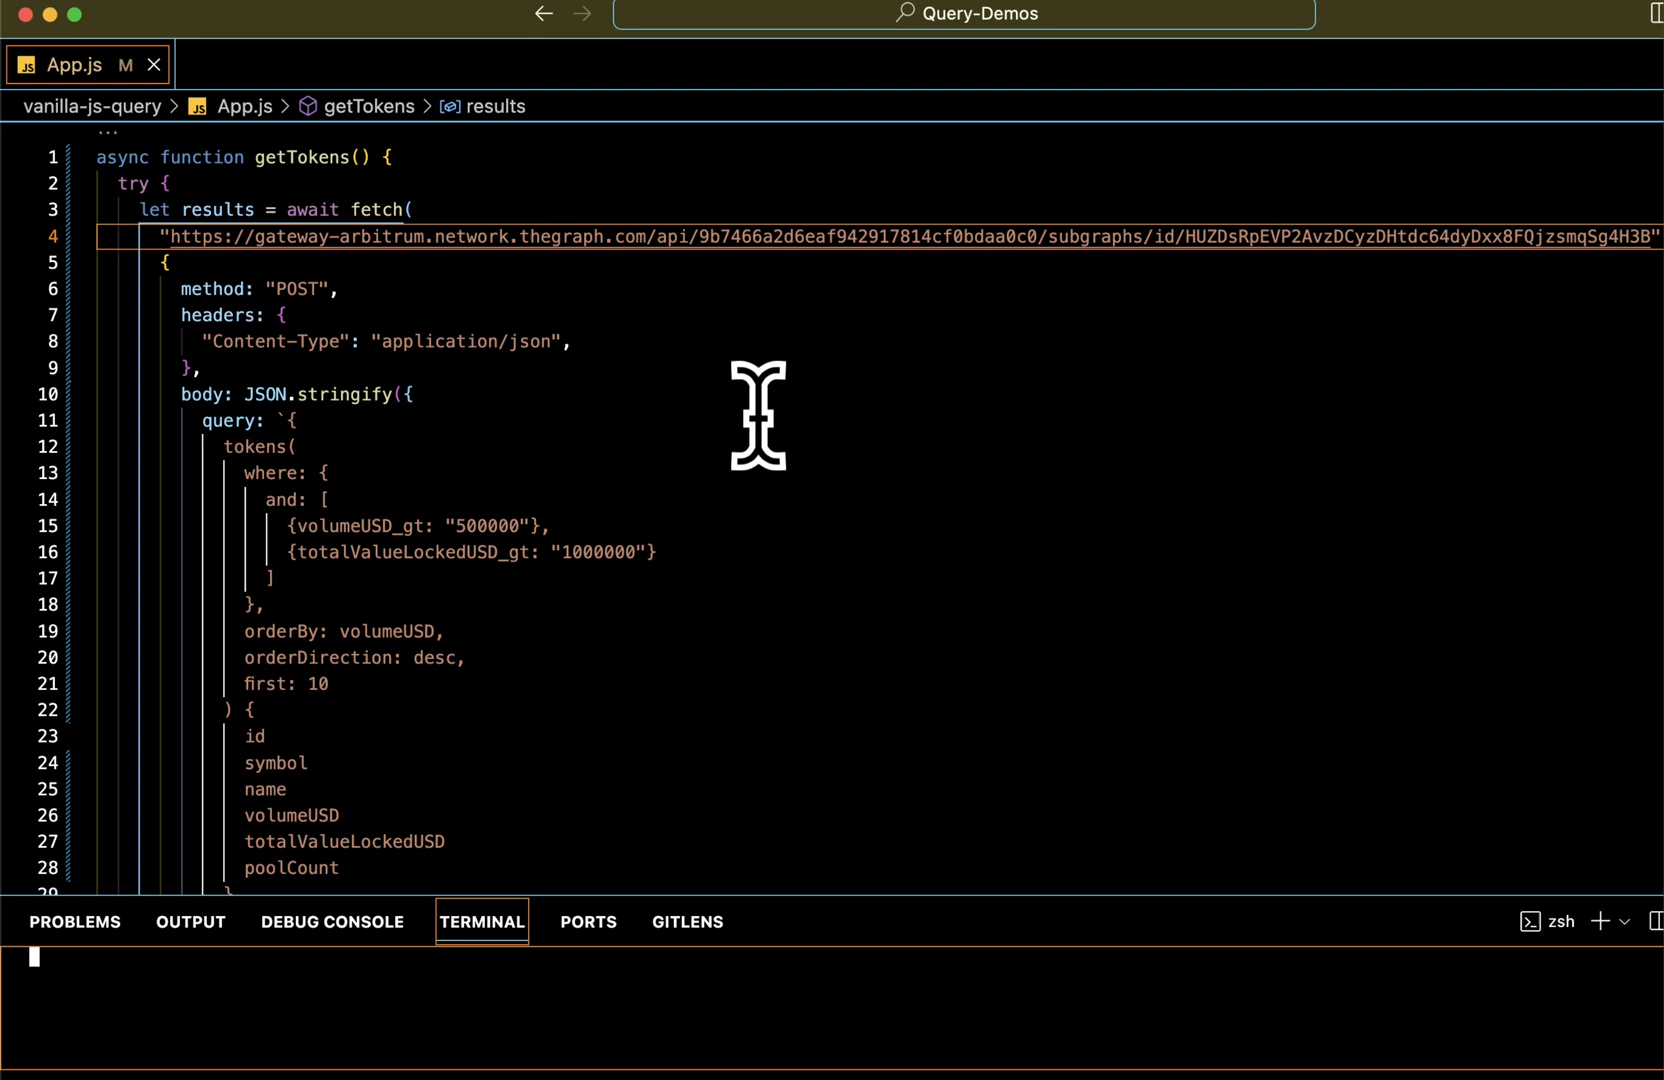 Query-Demos
JS App.js M
vanilla-js-query > JS App.js > getTokens > results
...
1 async function getTokens() {
2 try {
3 let results = await fetch(
4 "https://gateway-arbitrum.network.thegraph.com/api/9b7466a2d6eaf942917814cf0bdaa0c0/subgraphs/id/HUZDsRpEVP2AvzDCyzDHtdc64dyDxx8FQjzsmqSg4H3B"
5 {
6 method: "POST",
7 headers: {
8 "Content-Type": "application/json",
9 },
10 body: JSON.stringify({
11 query: `{
12 tokens(
13 where: {
14 and: [
15 {volumeUSD_gt: "500000"},
16 {totalValueLockedUSD_gt: "1000000"}
17 ]
18 },
19 orderBy: volumeUSD,
20 orderDirection: desc,
21 first: 10
22 ) {
23 id
24 symbol
25 name
26 volumeUSD
27 totalValueLockedUSD
28 poolCount
29 }
PROBLEMS OUTPUT DEBUG CONSOLE TERMINAL PORTS GITLENS zsh